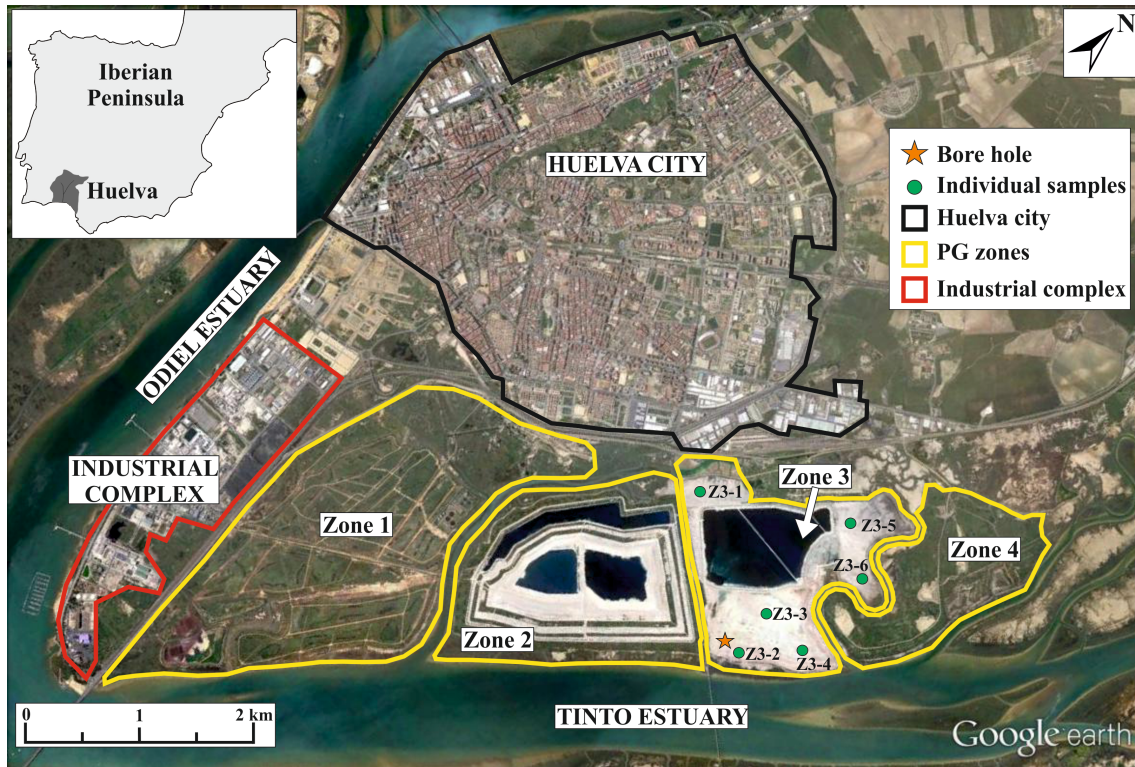 Iberian
Peninsula
Huelva
N
HUELVA CITY
Bore hole
Individual samples
Huelva city
PG zones
Industrial complex
ODIEL ESTUARY
INDUSTRIAL
COMPLEX
Zone 1
Zone 2
Zone 3
Zone 4
Z3-1
Z3-5
Z3-6
Z3-3
Z3-2
Z3-4
0 1 2 km
TINTO ESTUARY
Google earth